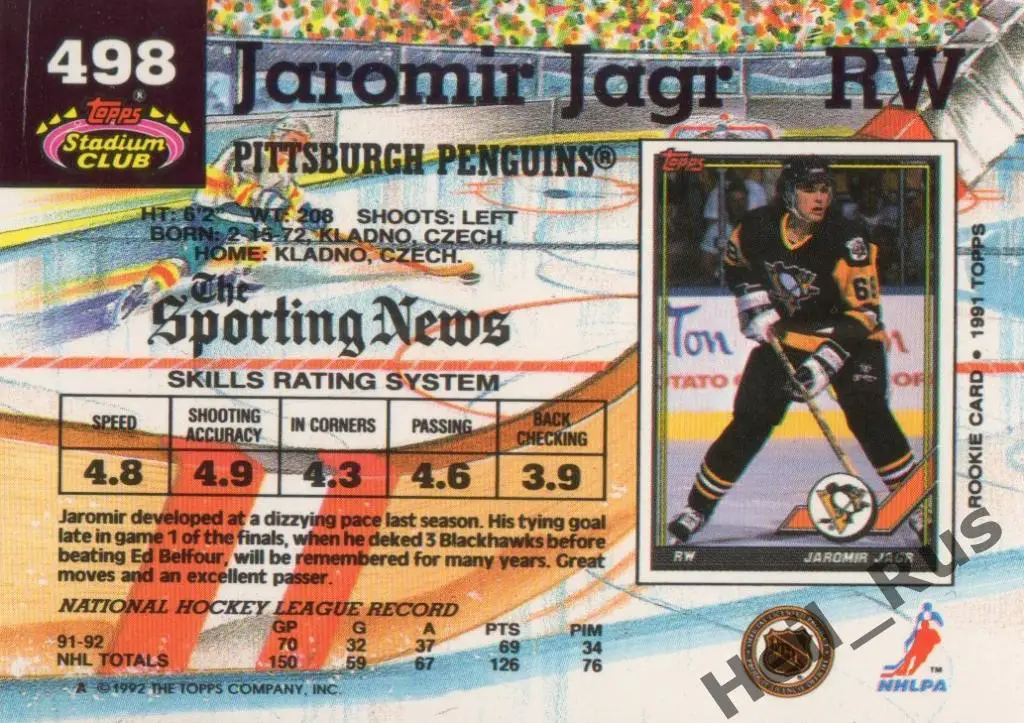 498
Topps®
Stadium
CLUB
Jaromir Jagr RW
PITTSBURGH PENGUINS®
HT: 6'2 WT: 208 SHOOTS: LEFT
BORN: 2-15-72, KLADNO, CZECH.
HOME: KLADNO, CZECH.
The
Sporting News
SKILLS RATING SYSTEM
SPEED SHOOTING ACCURACY IN CORNERS PASSING BACK CHECKING
4.8 4.9 4.3 4.6 3.9
Jaromir developed at a dizzying pace last season. His tying goal
late in game 1 of the finals, when he deked 3 Blackhawks before
beating Ed Belfour, will be remembered for many years. Great
moves and an excellent passer.
NATIONAL HOCKEY LEAGUE RECORD
GP G A PTS PIM
91-92 70 32 37 69 34
NHL TOTALS 150 59 67 126 76
A ©1992 THE TOPPS COMPANY, INC.
Topps
68
Ton
OTATO
RW JAROMIR JAGR
ROOKIE CARD • 1991 TOPPS
NHL
NHLPA™